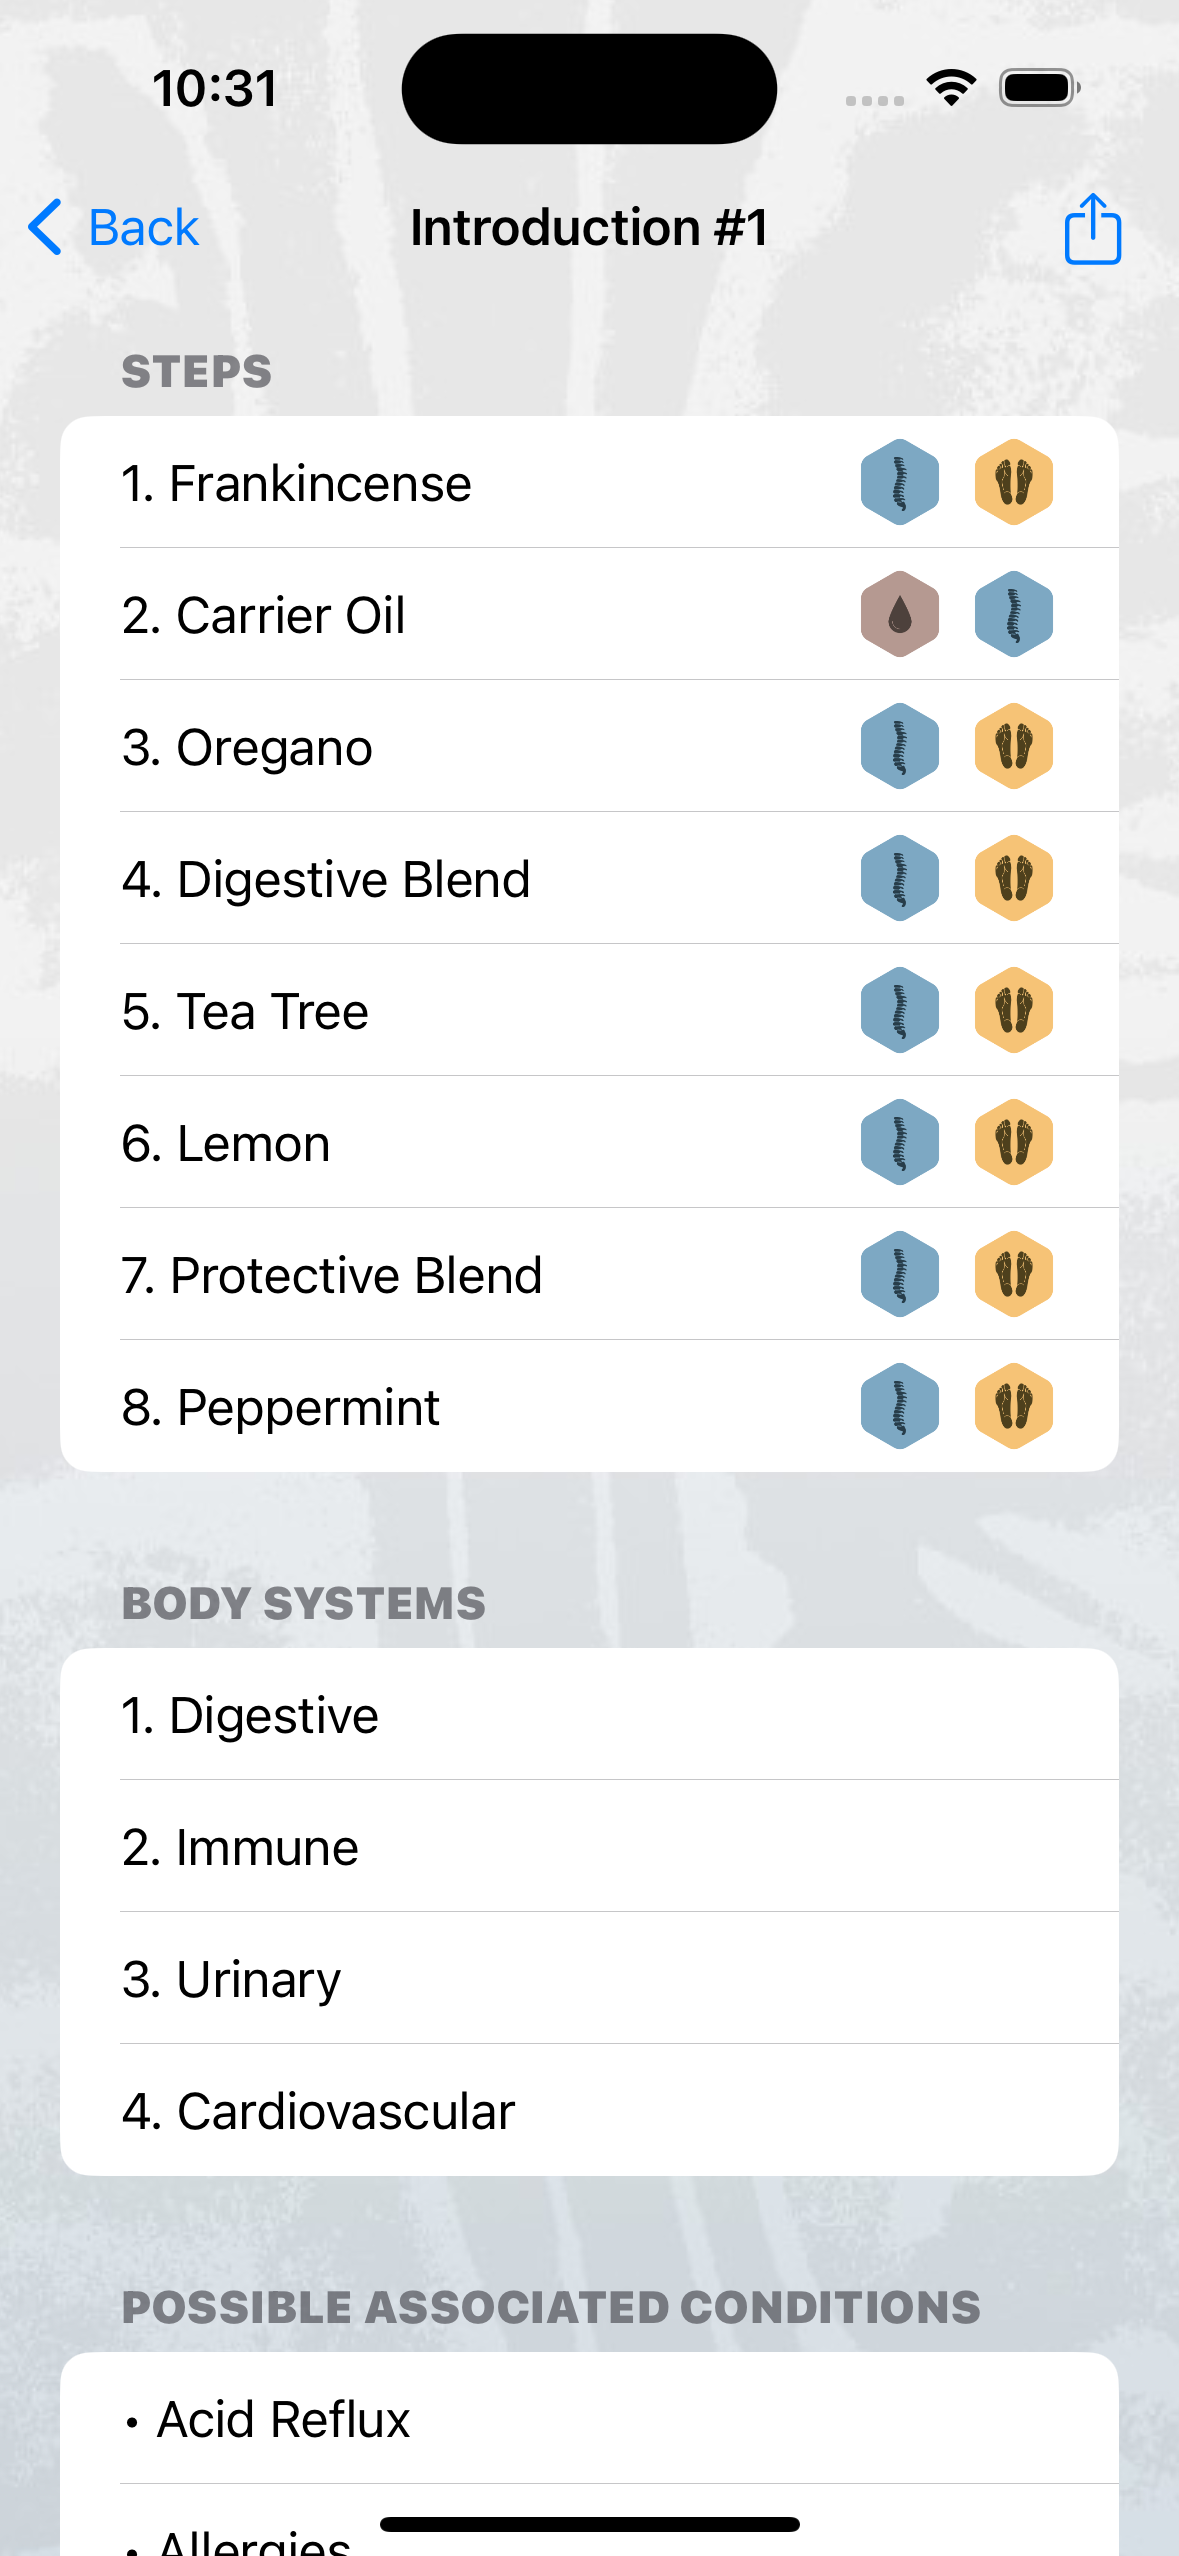 10:31
Back
Introduction #1
STEPS
1. Frankincense
2. Carrier Oil
3. Oregano
4. Digestive Blend
5. Tea Tree
6. Lemon
7. Protective Blend
8. Peppermint
BODY SYSTEMS
1. Digestive
2. Immune
3. Urinary
4. Cardiovascular
POSSIBLE ASSOCIATED CONDITIONS
• Acid Reflux
• Allergies